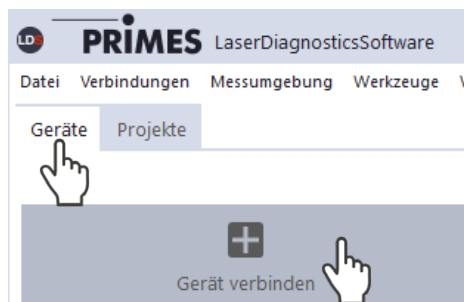 LDS PRIMES LaserDiagnosticsSoftware
Datei Verbindungen Messumgebung Werkzeuge
Geräte Projekte
Gerät verbinden